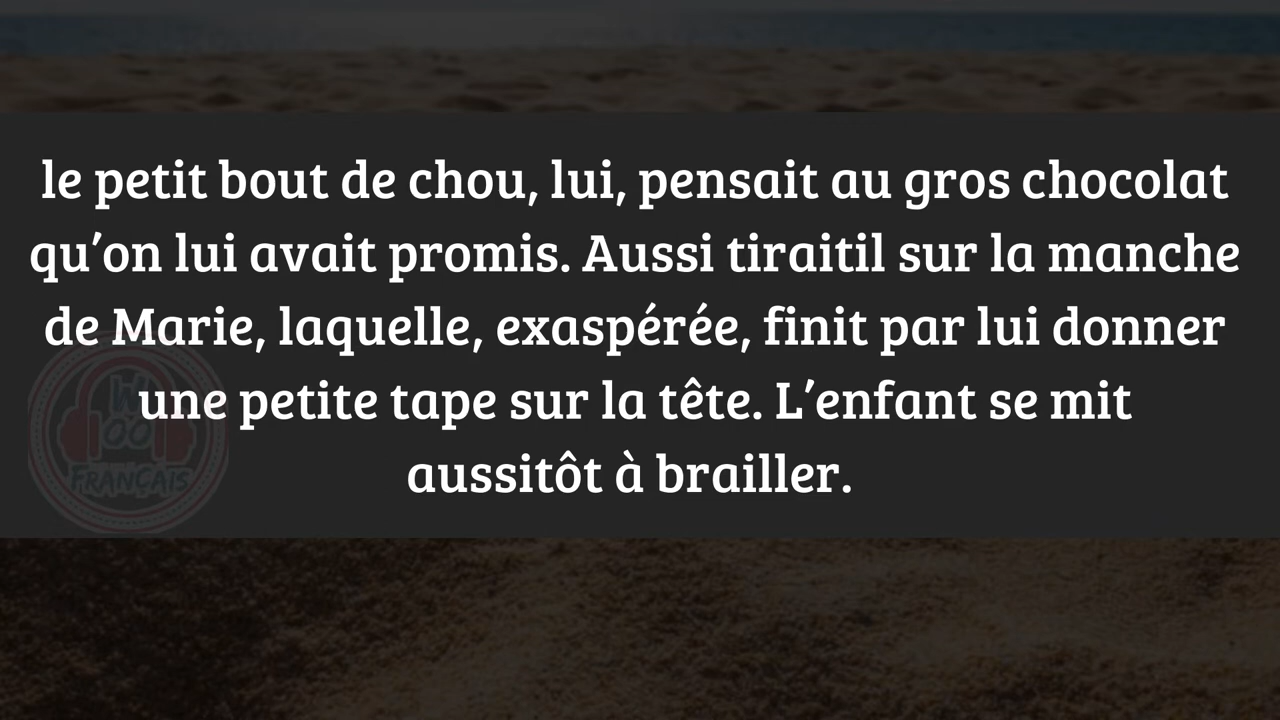 le petit bout de chou, lui, pensait au gros chocolat
qu’on lui avait promis. Aussi tiraitil sur la manche
de Marie, laquelle, exaspérée, finit par lui donner
une petite tape sur la tête. L’enfant se mit
aussitôt à brailler.
FRANÇAIS